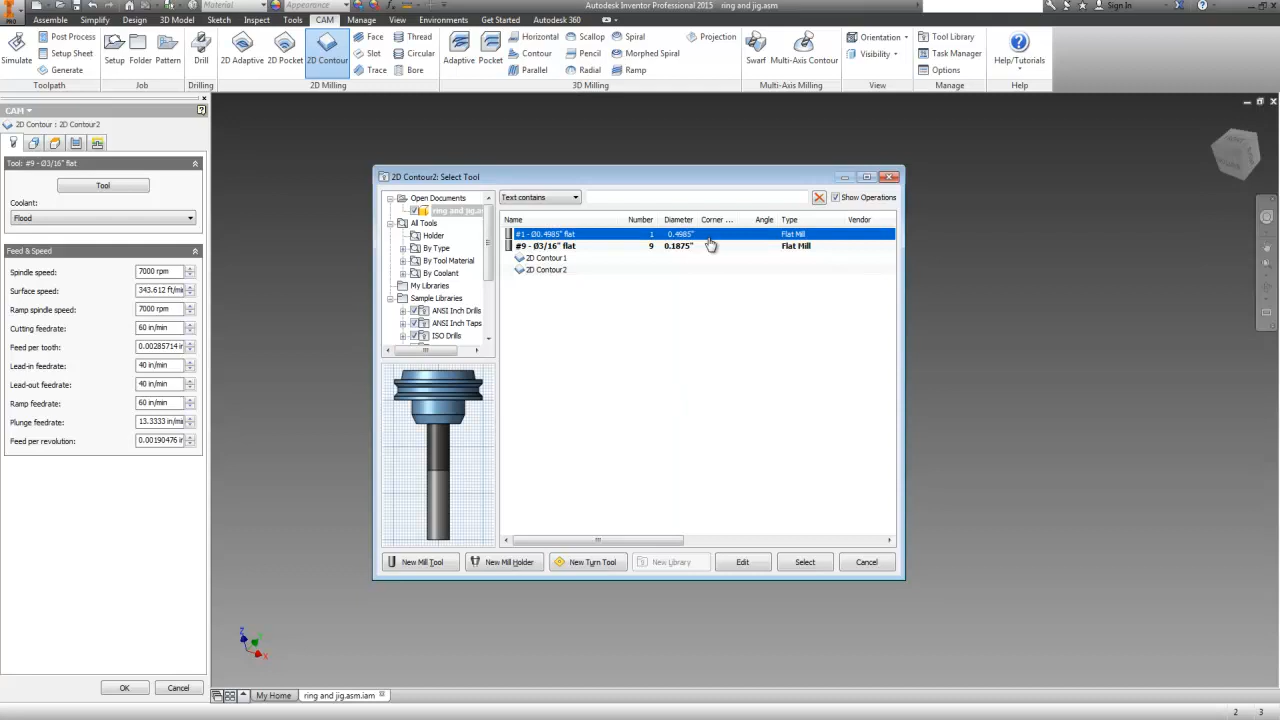 Material
Appearance
Autodesk Inventor Professional 2015 ring and jig.asm
Sign In
PRO
Assemble Simplify Design 3D Model Sketch Inspect Tools CAM Manage View Environments Get Started Autodesk 360
Simulate
Post Process
Setup Sheet
Generate
Toolpath
Setup Folder Pattern
Job
Drill
Drilling
2D Adaptive 2D Pocket 2D Contour
Face Thread
Slot Circular
Trace Bore
2D Milling
Adaptive Pocket
Horizontal Scallop Spiral Projection
Contour Pencil Morphed Spiral
Parallel Radial Ramp
3D Milling
Swarf Multi-Axis Contour
Multi-Axis Milling
Orientation
Visibility
View
Tool Library
Task Manager
Options
Manage
Help/Tutorials
Help
CAM
2D Contour : 2D Contour2
Tool: #9 - Ø3/16" flat
Tool
Coolant:
Flood
Feed & Speed
Spindle speed: 7000 rpm
Surface speed: 343.612 ft/mi
Ramp spindle speed: 7000 rpm
Cutting feedrate: 60 in/min
Feed per tooth: 0.00285714 in
Lead-in feedrate: 40 in/min
Lead-out feedrate: 40 in/min
Ramp feedrate: 60 in/min
Plunge feedrate: 13.3333 in/mi
Feed per revolution: 0.00190476 in
OK Cancel
2D Contour2: Select Tool
Open Documents
ring and jig.as
All Tools
Holder
By Type
By Tool Material
By Coolant
My Libraries
Sample Libraries
ANSI Inch Drills
ANSI Inch Taps
ISO Drills
Text contains
Show Operations
Name Number Diameter Corner ... Angle Type Vendor
#1 - Ø0.4985" flat 1 0.4985" Flat Mill
#9 - Ø3/16" flat 9 0.1875" Flat Mill
2D Contour1
2D Contour2
New Mill Tool New Mill Holder New Turn Tool New Library Edit Select Cancel
Z
X
My Home ring and jig.asm.iam
2 3